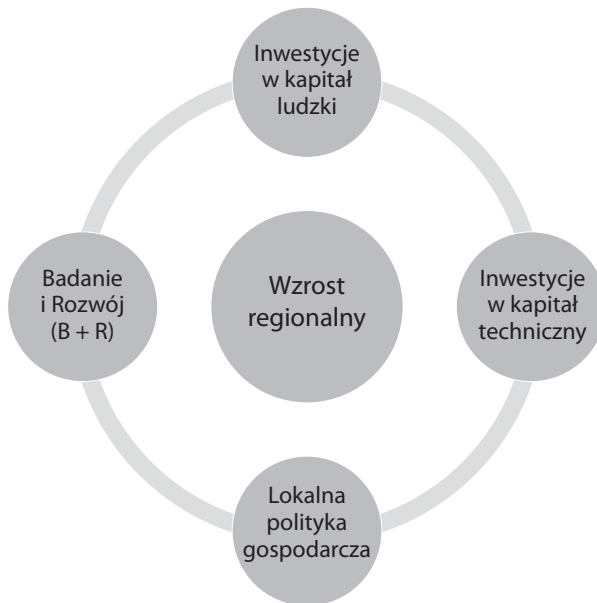 Inwestycje
w kapitał
ludzki
Badanie
i Rozwój
(B + R)
Wzrost
regionalny
Inwestycje
w kapitał
techniczny
Lokalna
polityka
gospodarcza